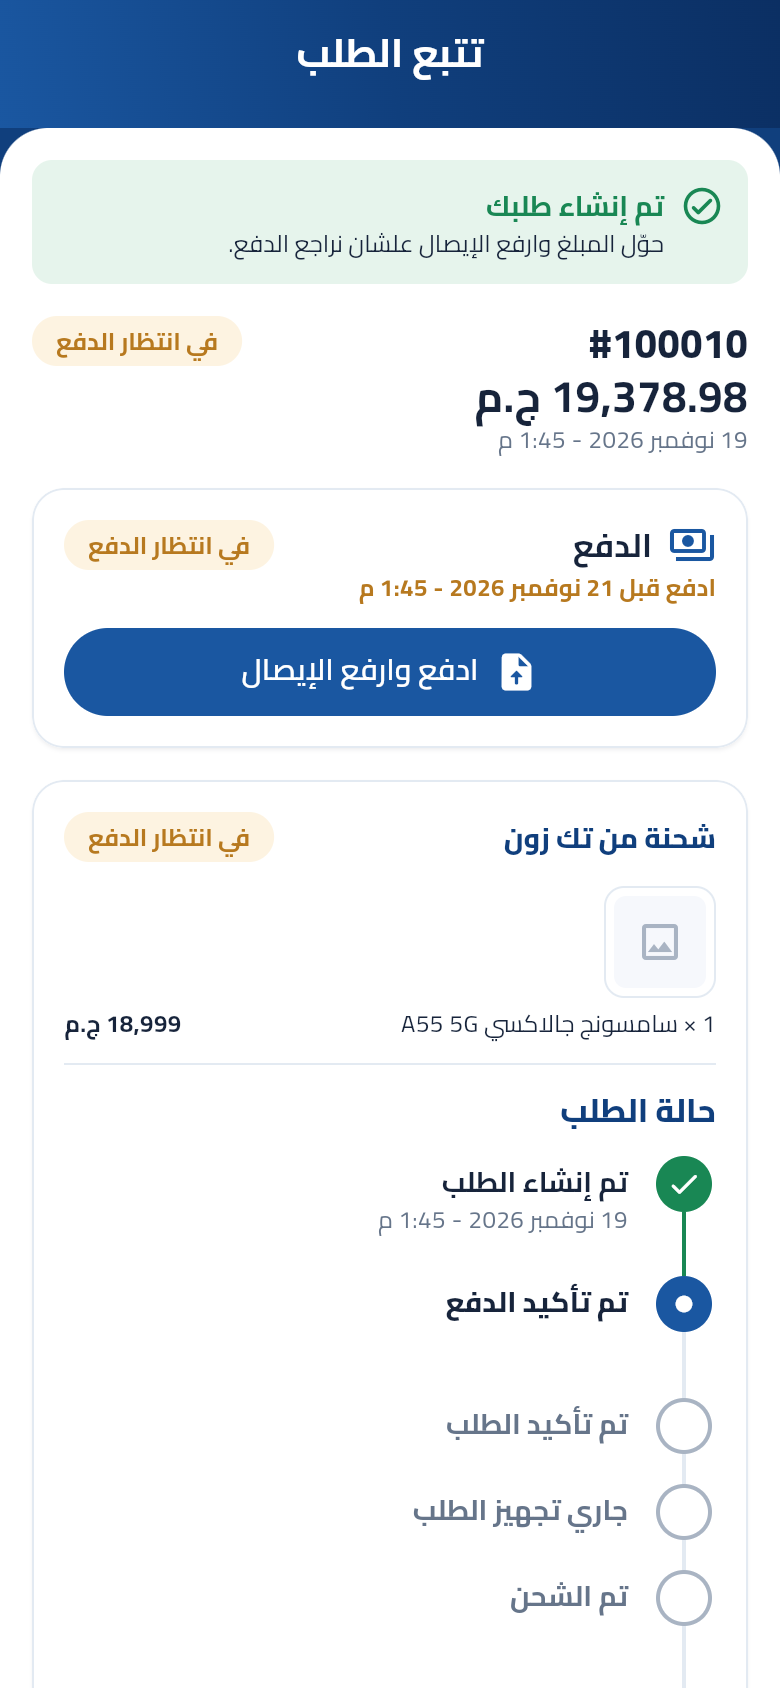 تتبع الطلب
تم إنشاء طلبك
حوّل المبلغ وارفع الإيصال علشان نراجع الدفع.
#100010
في انتظار الدفع
19,378.98 ج.م
19 نوفمبر 2026 - 1:45 م
الدفع
في انتظار الدفع
ادفع قبل 21 نوفمبر 2026 - 1:45 م
ادفع وارفع الإيصال
شحنة من تك زون
في انتظار الدفع
1 × سامسونج جالاكسي A55 5G
18,999 ج.م
حالة الطلب
تم إنشاء الطلب
19 نوفمبر 2026 - 1:45 م
تم تأكيد الدفع
تم تأكيد الطلب
جاري تجهيز الطلب
تم الشحن